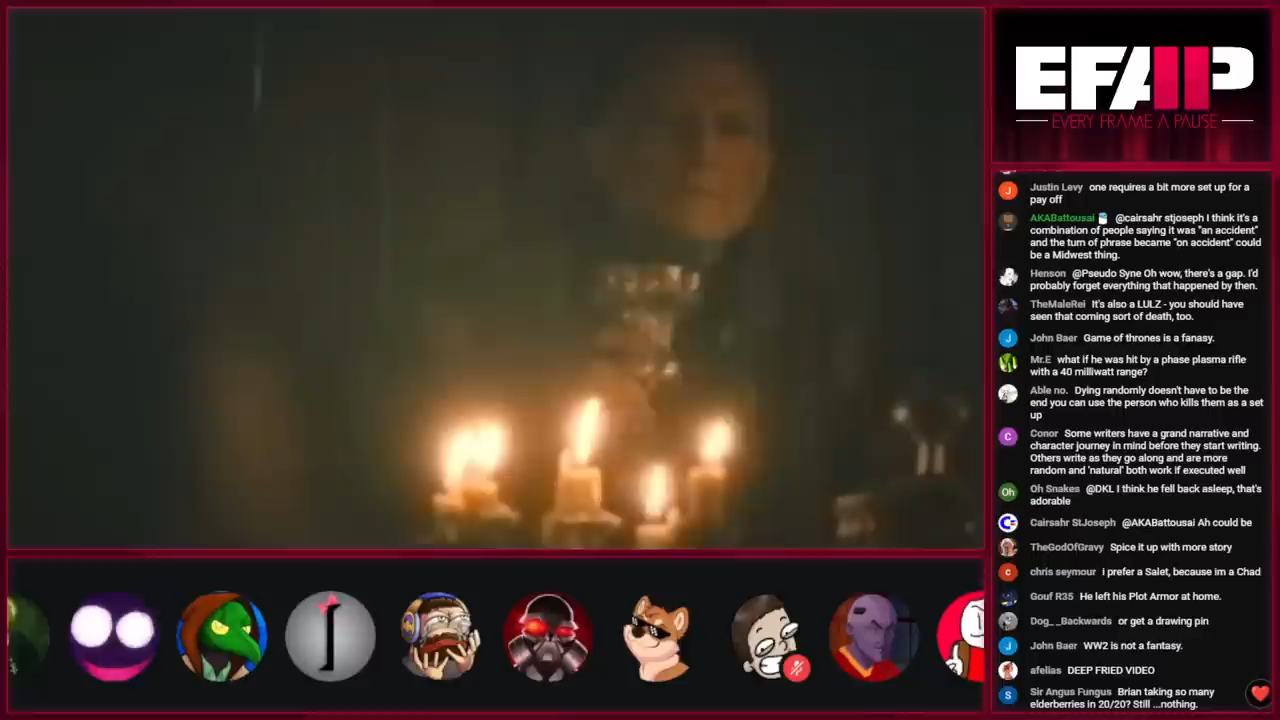 EFAP
EVERY FRAME A PAUSE
Justin Levy one requires a bit more set up for a
pay off
AKABattousai @cairsahr stjoseph I think it's a
combination of people saying it was "an accident"
and the turn of phrase became "on accident" could
be a Midwest thing.
Henson @Pseudo Syne Oh wow, there's a gap. I'd
probably forget everything that happened by then.
TheMaleRei It's also a LULZ - you should have
seen that coming sort of death, too.
John Baer Game of thrones is a fanasy.
Mr.E what if he was hit by a phase plasma rifle
with a 40 milliwatt range?
Able no. Dying randomly doesn't have to be the
end you can use the person who kills them as a set
up
Conor Some writers have a grand narrative and
character journey in mind before they start writing.
Others write as they go along and are more
random and 'natural' both work if executed well
Oh Snakes @DKL I think he fell back asleep, that's
adorable
Cairsahr StJoseph @AKABattousai Ah could be
TheGodOfGravy Spice it up with more story
chris seymour i prefer a Salet, because im a Chad
Gouf R35 He left his Plot Armor at home.
Dog__Backwards or get a drawing pin
John Baer WW2 is not a fantasy.
afelias DEEP FRIED VIDEO
Sir Angus Fungus Brian taking so many
elderberries in 20/20? Still ...nothing.